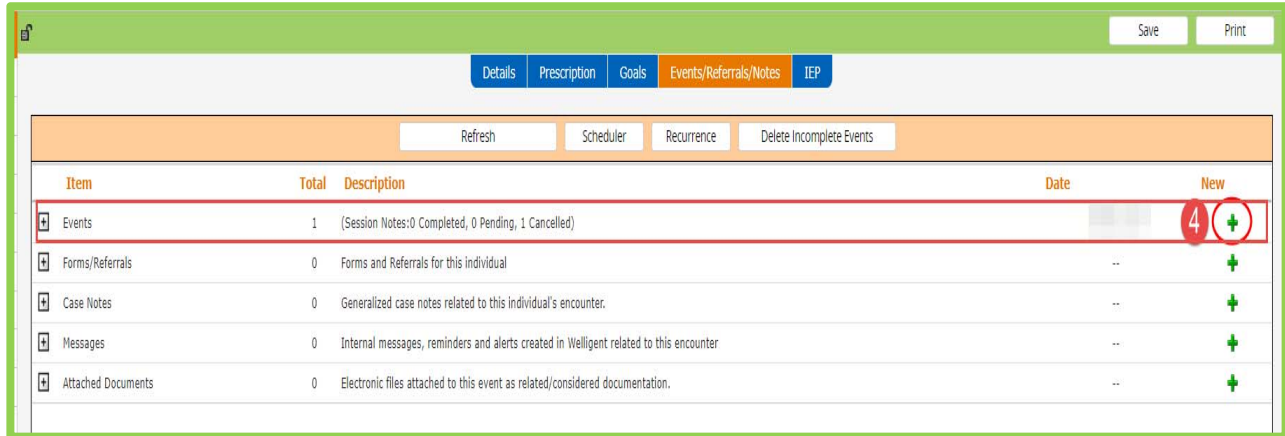 Save Print
Details Prescription Goals Events/Referrals/Notes IEP
Refresh Scheduler Recurrence Delete Incomplete Events
Item Total Description Date New
Events 1 (Session Notes:0 Completed, 0 Pending, 1 Cancelled) 4
Forms/Referrals 0 Forms and Referrals for this individual --
Case Notes 0 Generalized case notes related to this individual's encounter. --
Messages 0 Internal messages, reminders and alerts created in Welligent related to this encounter --
Attached Documents 0 Electronic files attached to this event as related/considered documentation. --